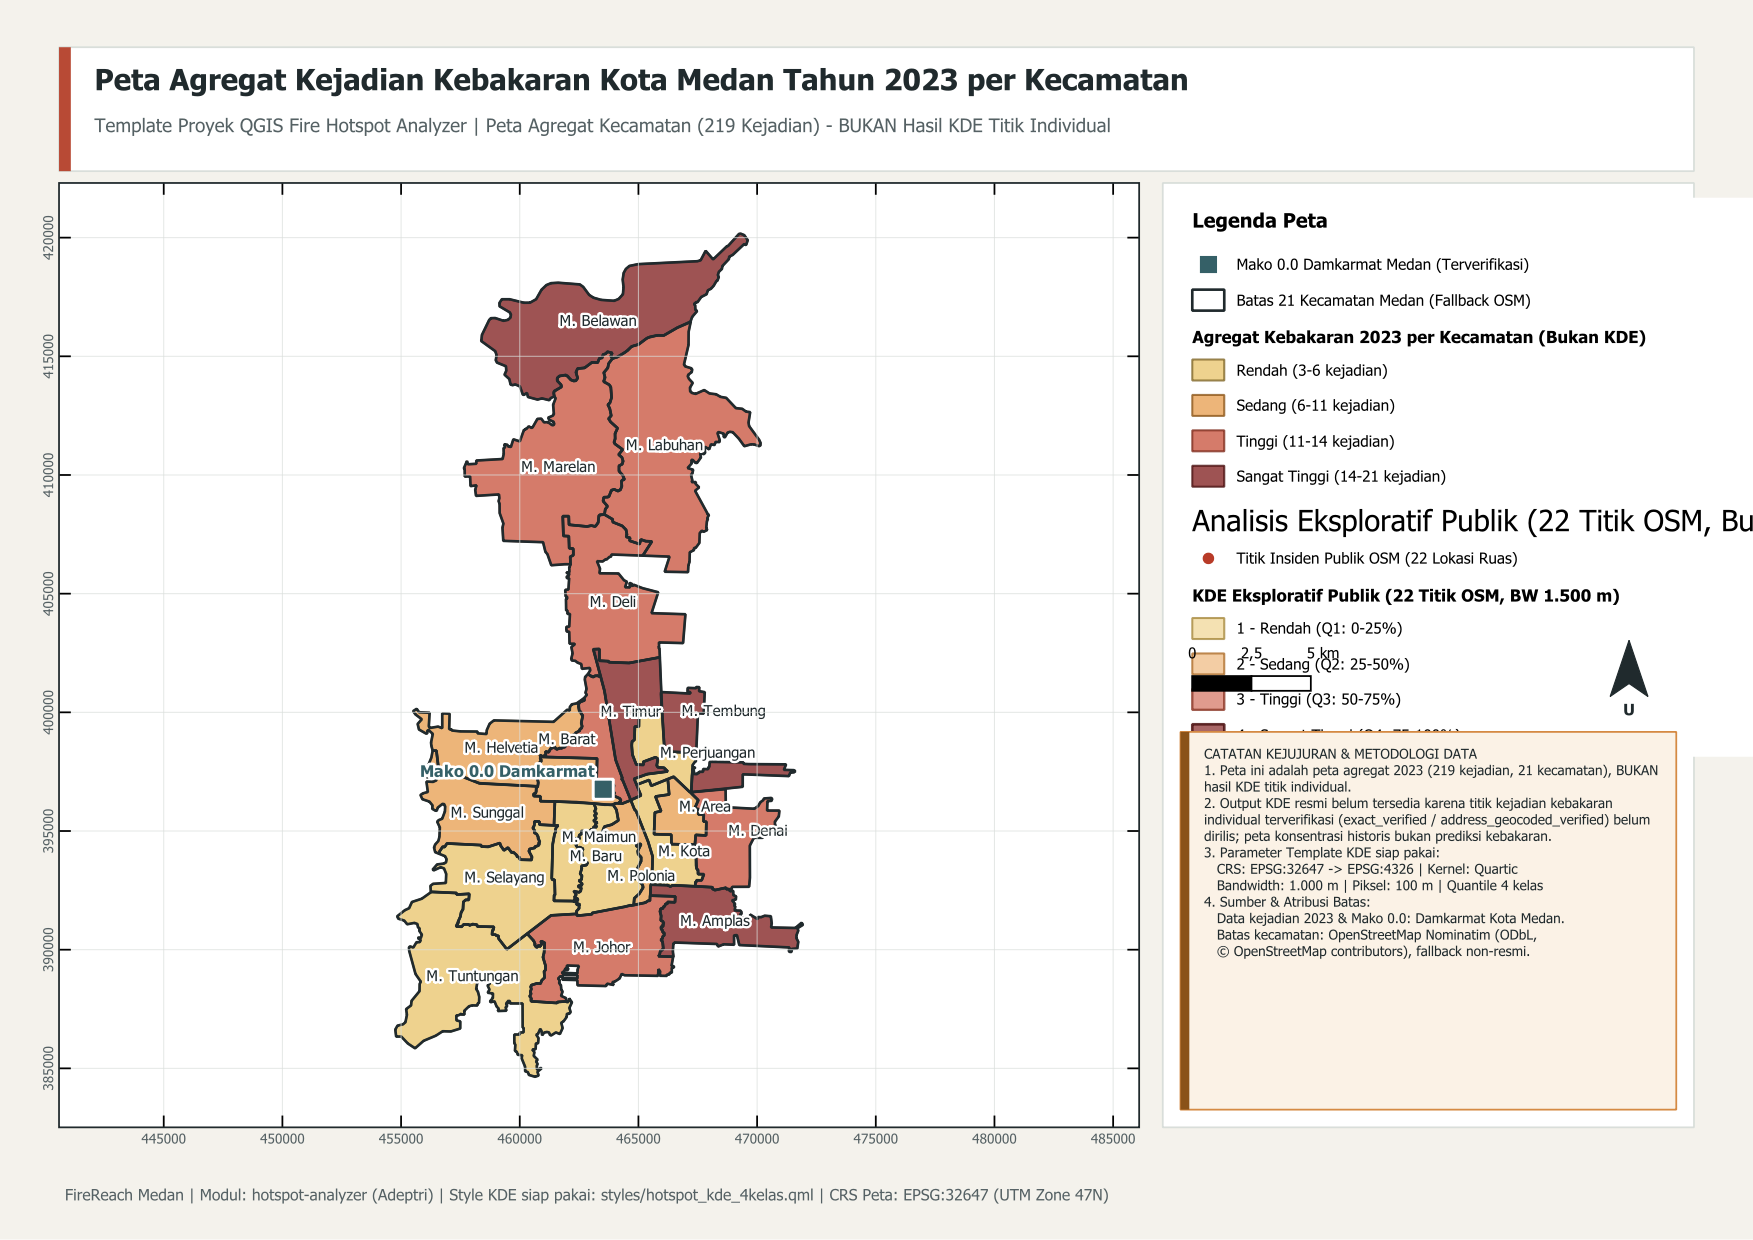 Peta Agregat Kejadian Kebakaran Kota Medan Tahun 2023 per Kecamatan
Template Proyek QGIS Fire Hotspot Analyzer | Peta Agregat Kecamatan (219 Kejadian) - BUKAN Hasil KDE Titik Individual
420000
415000
410000
405000
400000
395000
390000
385000
M. Belawan
M. Labuhan
M. Marelan
M. Deli
M. Timur
M. Tembung
M. Barat
M. Helvetia
M. Perjuangan
Mako 0.0 Damkarmat
M. Area
M. Sunggal
M. Denai
M. Maimun
M. Kota
M. Baru
M. Polonia
M. Selayang
M. Amplas
M. Johor
M. Tuntungan
445000
450000
455000
460000
465000
470000
475000
480000
485000
Legenda Peta
Mako 0.0 Damkarmat Medan (Terverifikasi)
Batas 21 Kecamatan Medan (Fallback OSM)
Agregat Kebakaran 2023 per Kecamatan (Bukan KDE)
Rendah (3-6 kejadian)
Sedang (6-11 kejadian)
Tinggi (11-14 kejadian)
Sangat Tinggi (14-21 kejadian)
Analisis Eksploratif Publik (22 Titik OSM, Bu
Titik Insiden Publik OSM (22 Lokasi Ruas)
KDE Eksploratif Publik (22 Titik OSM, BW 1.500 m)
1 - Rendah (Q1: 0-25%)
0 2,5 5 km
2 - Sedang (Q2: 25-50%)
3 - Tinggi (Q3: 50-75%)
U
CATATAN KEJUJURAN & METODOLOGI DATA
1. Peta ini adalah peta agregat 2023 (219 kejadian, 21 kecamatan), BUKAN
hasil KDE titik individual.
2. Output KDE resmi belum tersedia karena titik kejadian kebakaran
individual terverifikasi (exact_verified / address_geocoded_verified) belum
dirilis; peta konsentrasi historis bukan prediksi kebakaran.
3. Parameter Template KDE siap pakai:
CRS: EPSG:32647 -> EPSG:4326 | Kernel: Quartic
Bandwidth: 1.000 m | Piksel: 100 m | Quantile 4 kelas
4. Sumber & Atribusi Batas:
Data kejadian 2023 & Mako 0.0: Damkarmat Kota Medan.
Batas kecamatan: OpenStreetMap Nominatim (ODbL,
© OpenStreetMap contributors), fallback non-resmi.
FireReach Medan | Modul: hotspot-analyzer (Adeptri) | Style KDE siap pakai: styles/hotspot_kde_4kelas.qml | CRS Peta: EPSG:32647 (UTM Zone 47N)